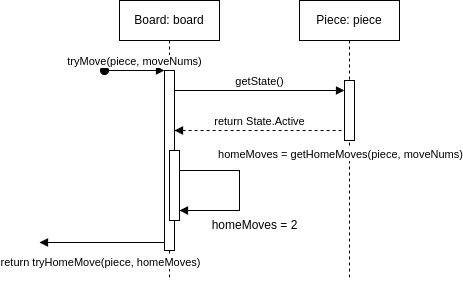 Board: board
Piece: piece
tryMove(piece, moveNums)
getState()
return State.Active
homeMoves = getHomeMoves(piece, moveNums)
homeMoves = 2
return tryHomeMove(piece, homeMoves)